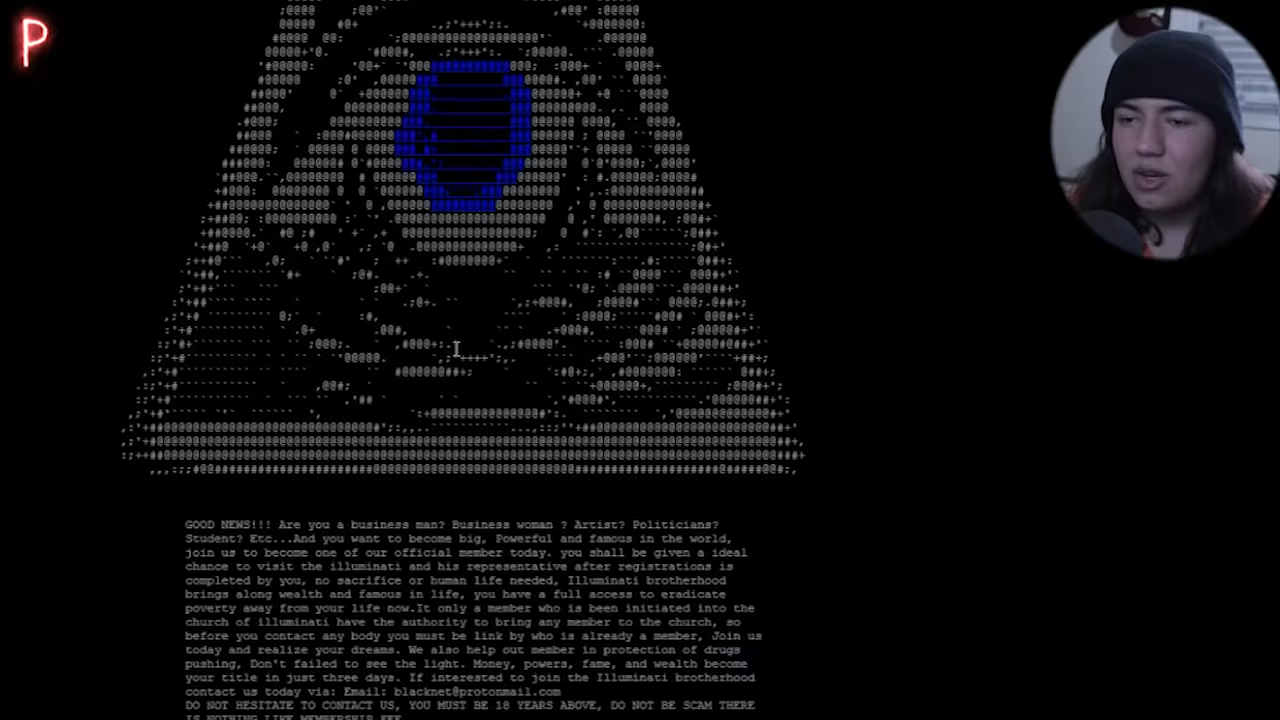 P
GOOD NEWS!!! Are you a business man? Business woman ? Artist? Politicians?
Student? Etc...And you want to become big, Powerful and famous in the world,
join us to become one of our official member today. you shall be given a ideal
chance to visit the illuminati and his representative after registrations is
completed by you, no sacrifice or human life needed, Illuminati brotherhood
brings along wealth and famous in life, you have a full access to eradicate
poverty away from your life now.It only a member who is been initiated into the
church of illuminati have the authority to bring any member to the church, so
before you contact any body you must be link by who is already a member, Join us
today and realize your dreams. We also help out member in protection of drugs
pushing, Don't failed to see the light. Money, powers, fame, and wealth become
your title in just three days. If interested to join the Illuminati brotherhood
contact us today via: Email: blacknet@protonmail.com
DO NOT HESITATE TO CONTACT US, YOU MUST BE 18 YEARS ABOVE, DO NOT BE SCAM THERE
IS NOTHING LIKE MEMBERSHIP FEE